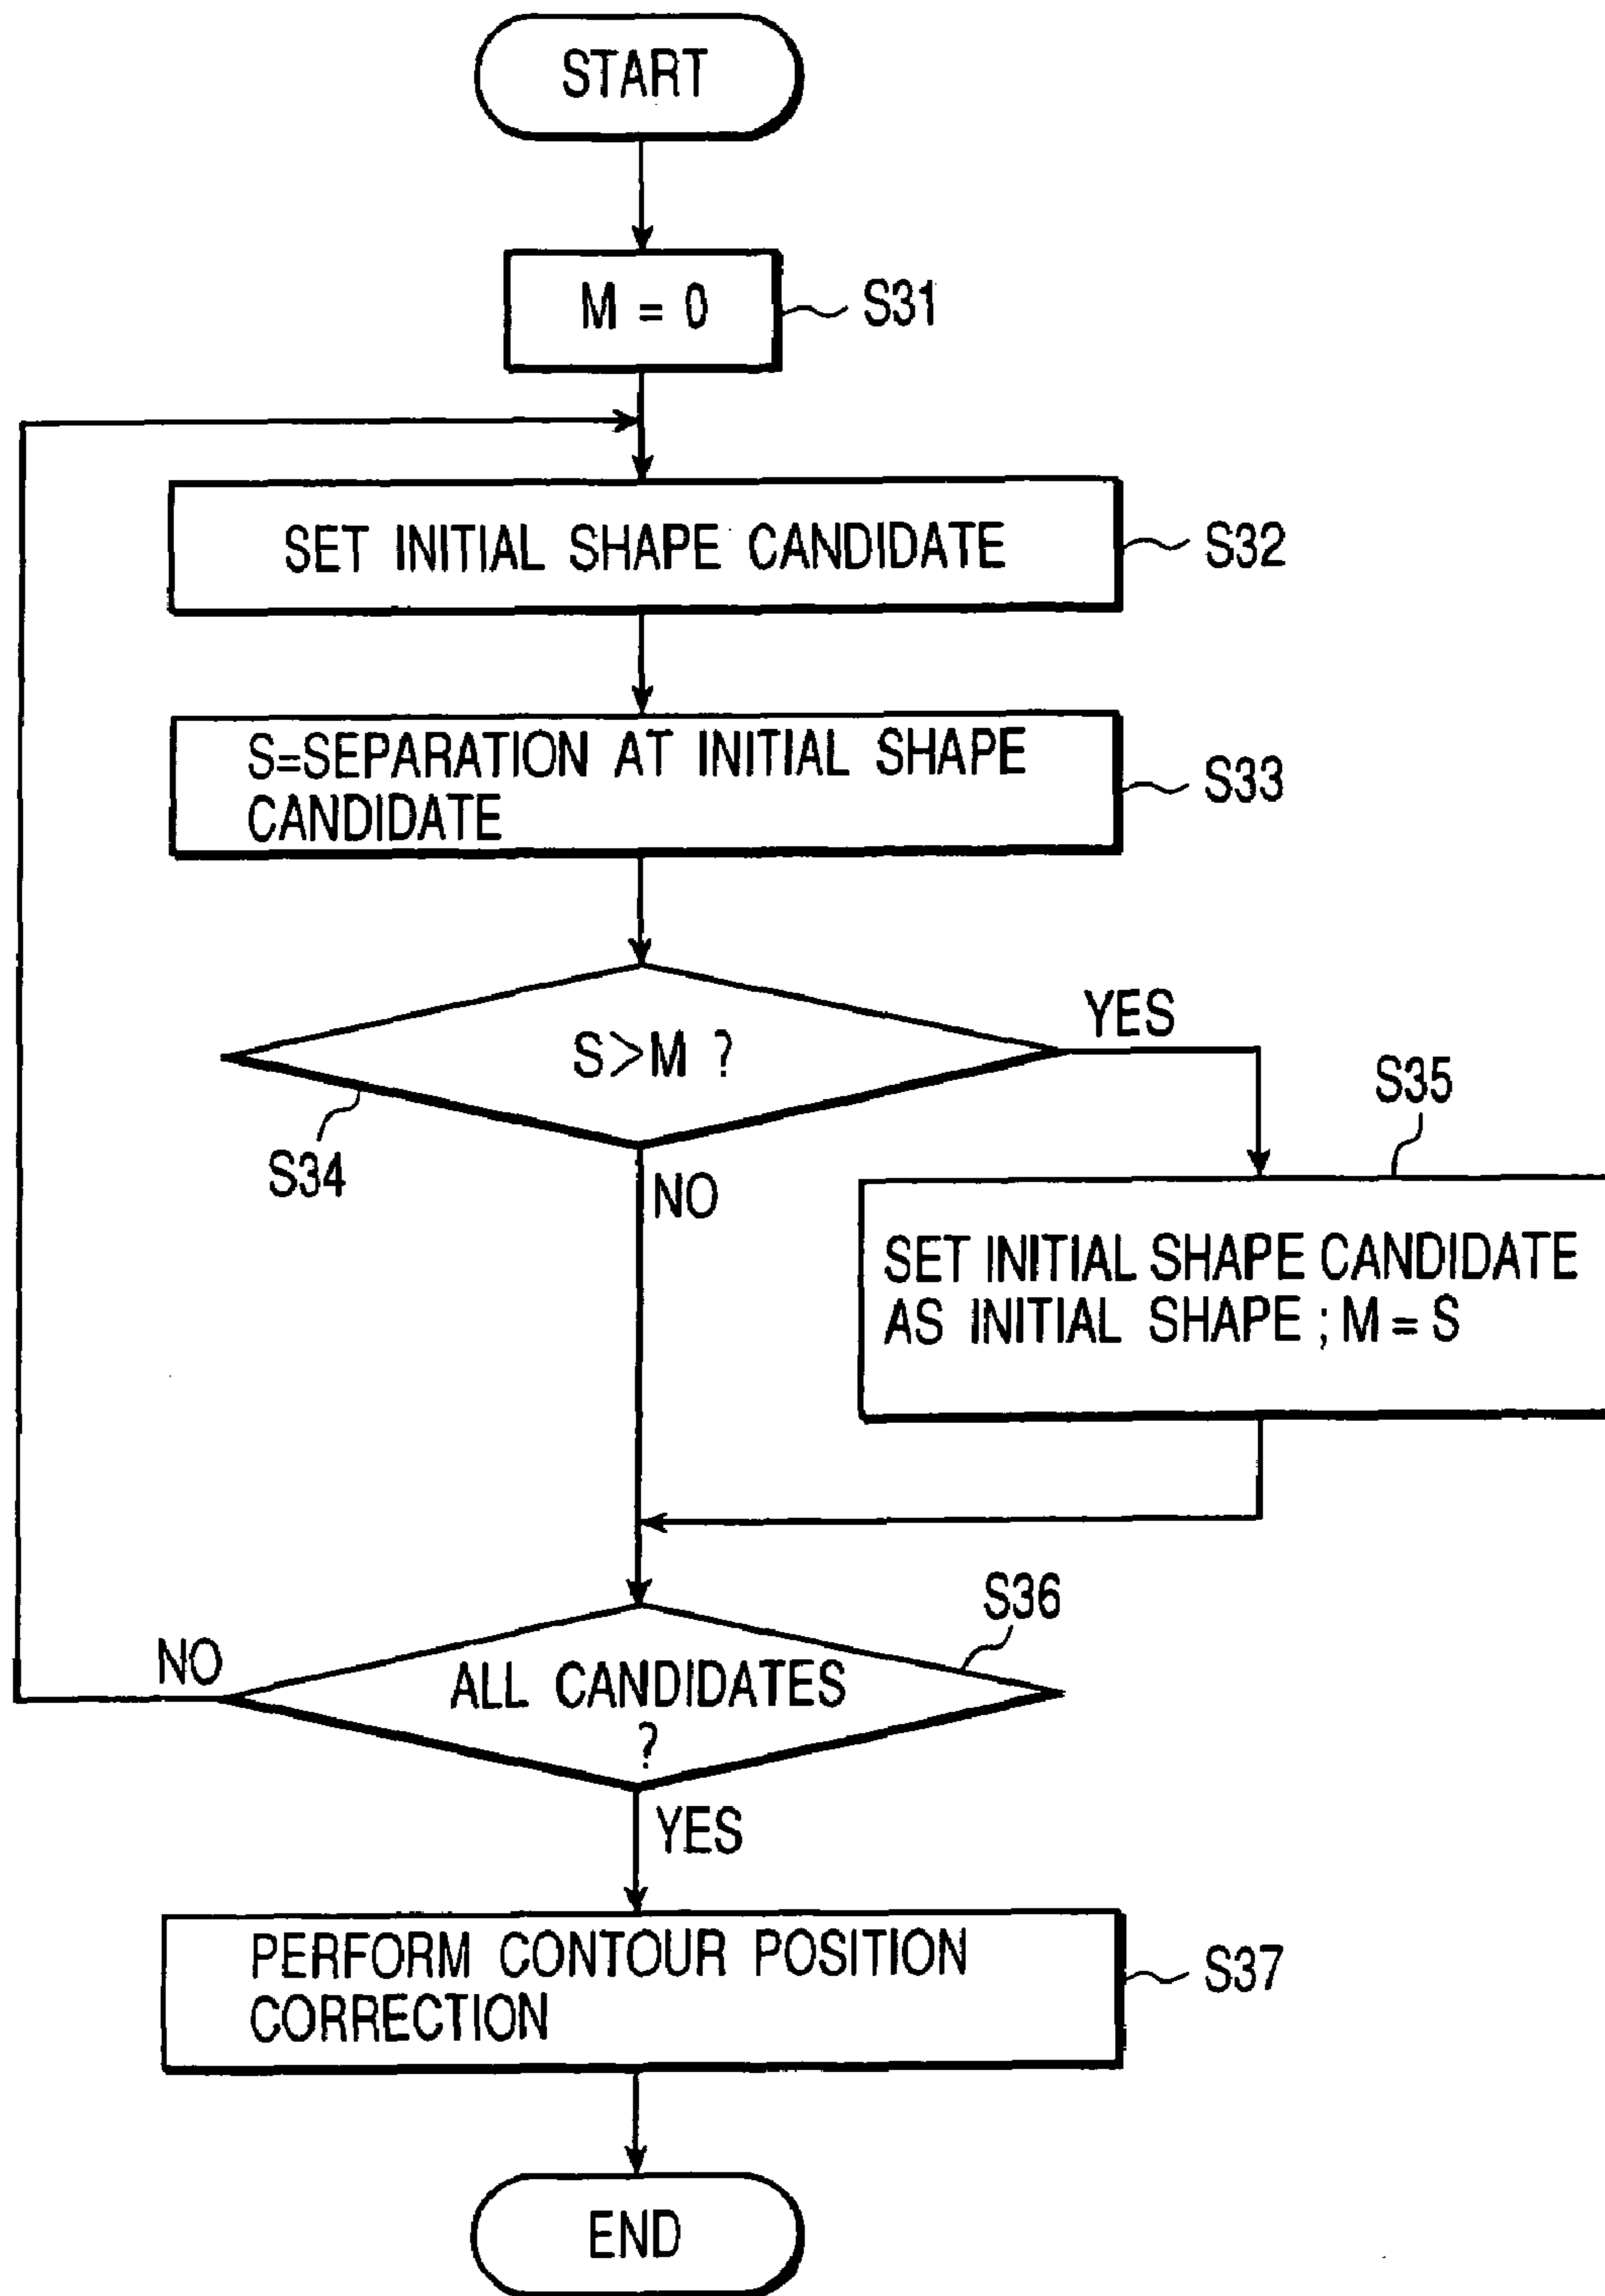 START
M = 0
S31
SET INITIAL SHAPE CANDIDATE
S32
S=SEPARATION AT INITIAL SHAPE
CANDIDATE
S33
S>M ?
YES
S34
NO
S35
SET INITIAL SHAPE CANDIDATE
AS INITIAL SHAPE ; M = S
S36
NO
ALL CANDIDATES
?
YES
PERFORM CONTOUR POSITION
CORRECTION
S37
END